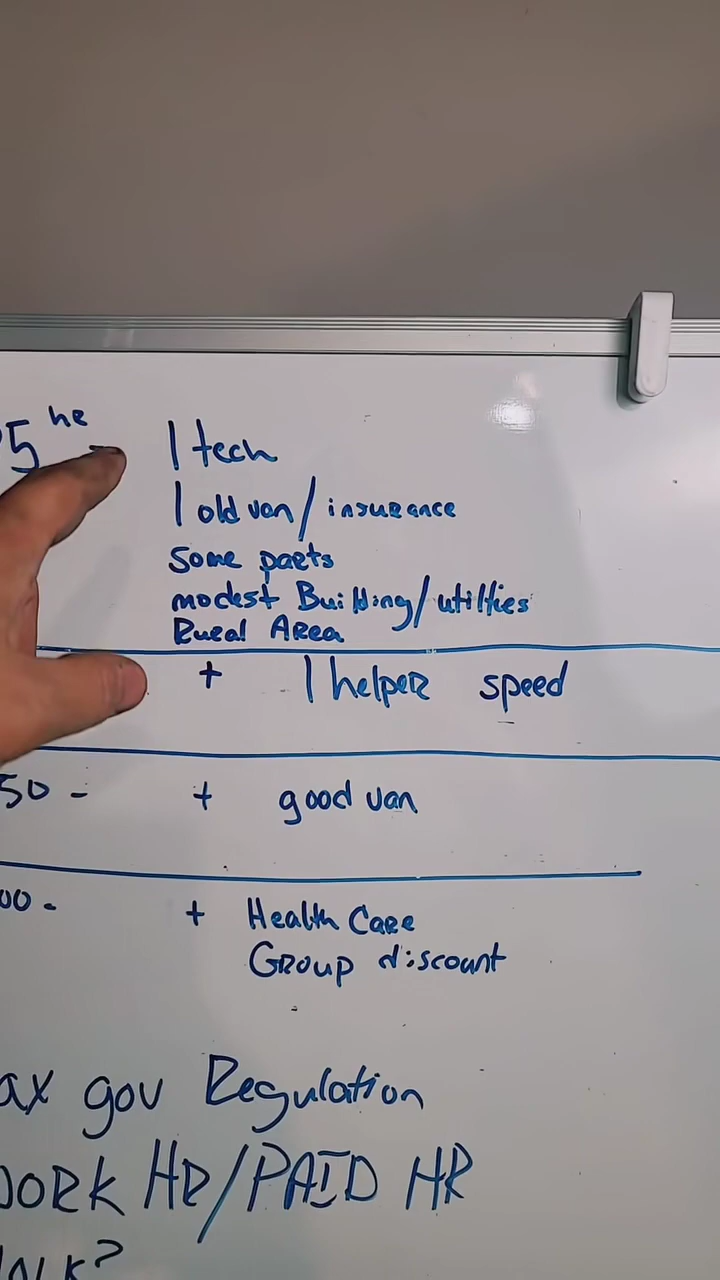 5 hr
1 tech
1 old van/insurance
Some parts
modest Building/utilties
Rural Area
+ 1 helper speed
50 - + good van
00 - + Health Care
Group discount
ax gov Regulation
WORK HR/PAID HR